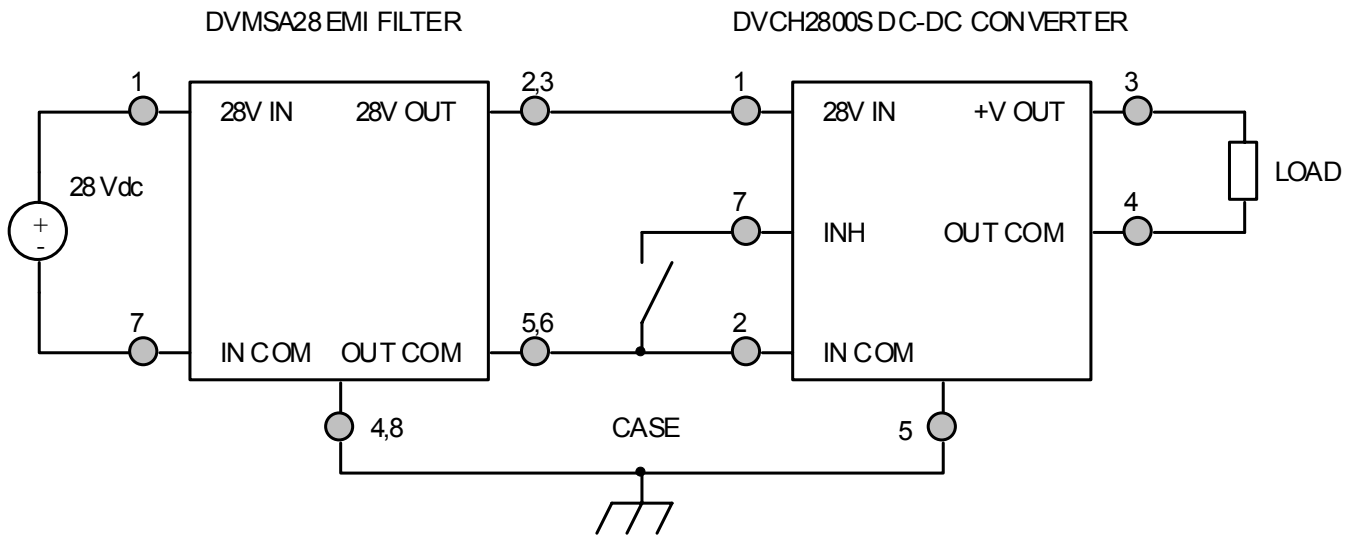 DVMSA28 EMI FILTER
DVCH2800S DC-DC CONVERTER
1
2,3
1
3
28V IN
28V OUT
28V IN
+V OUT
28 Vdc
LOAD
+
-
7
4
INH
OUT COM
7
5,6
2
IN COM
OUT COM
IN COM
4,8
CASE
5